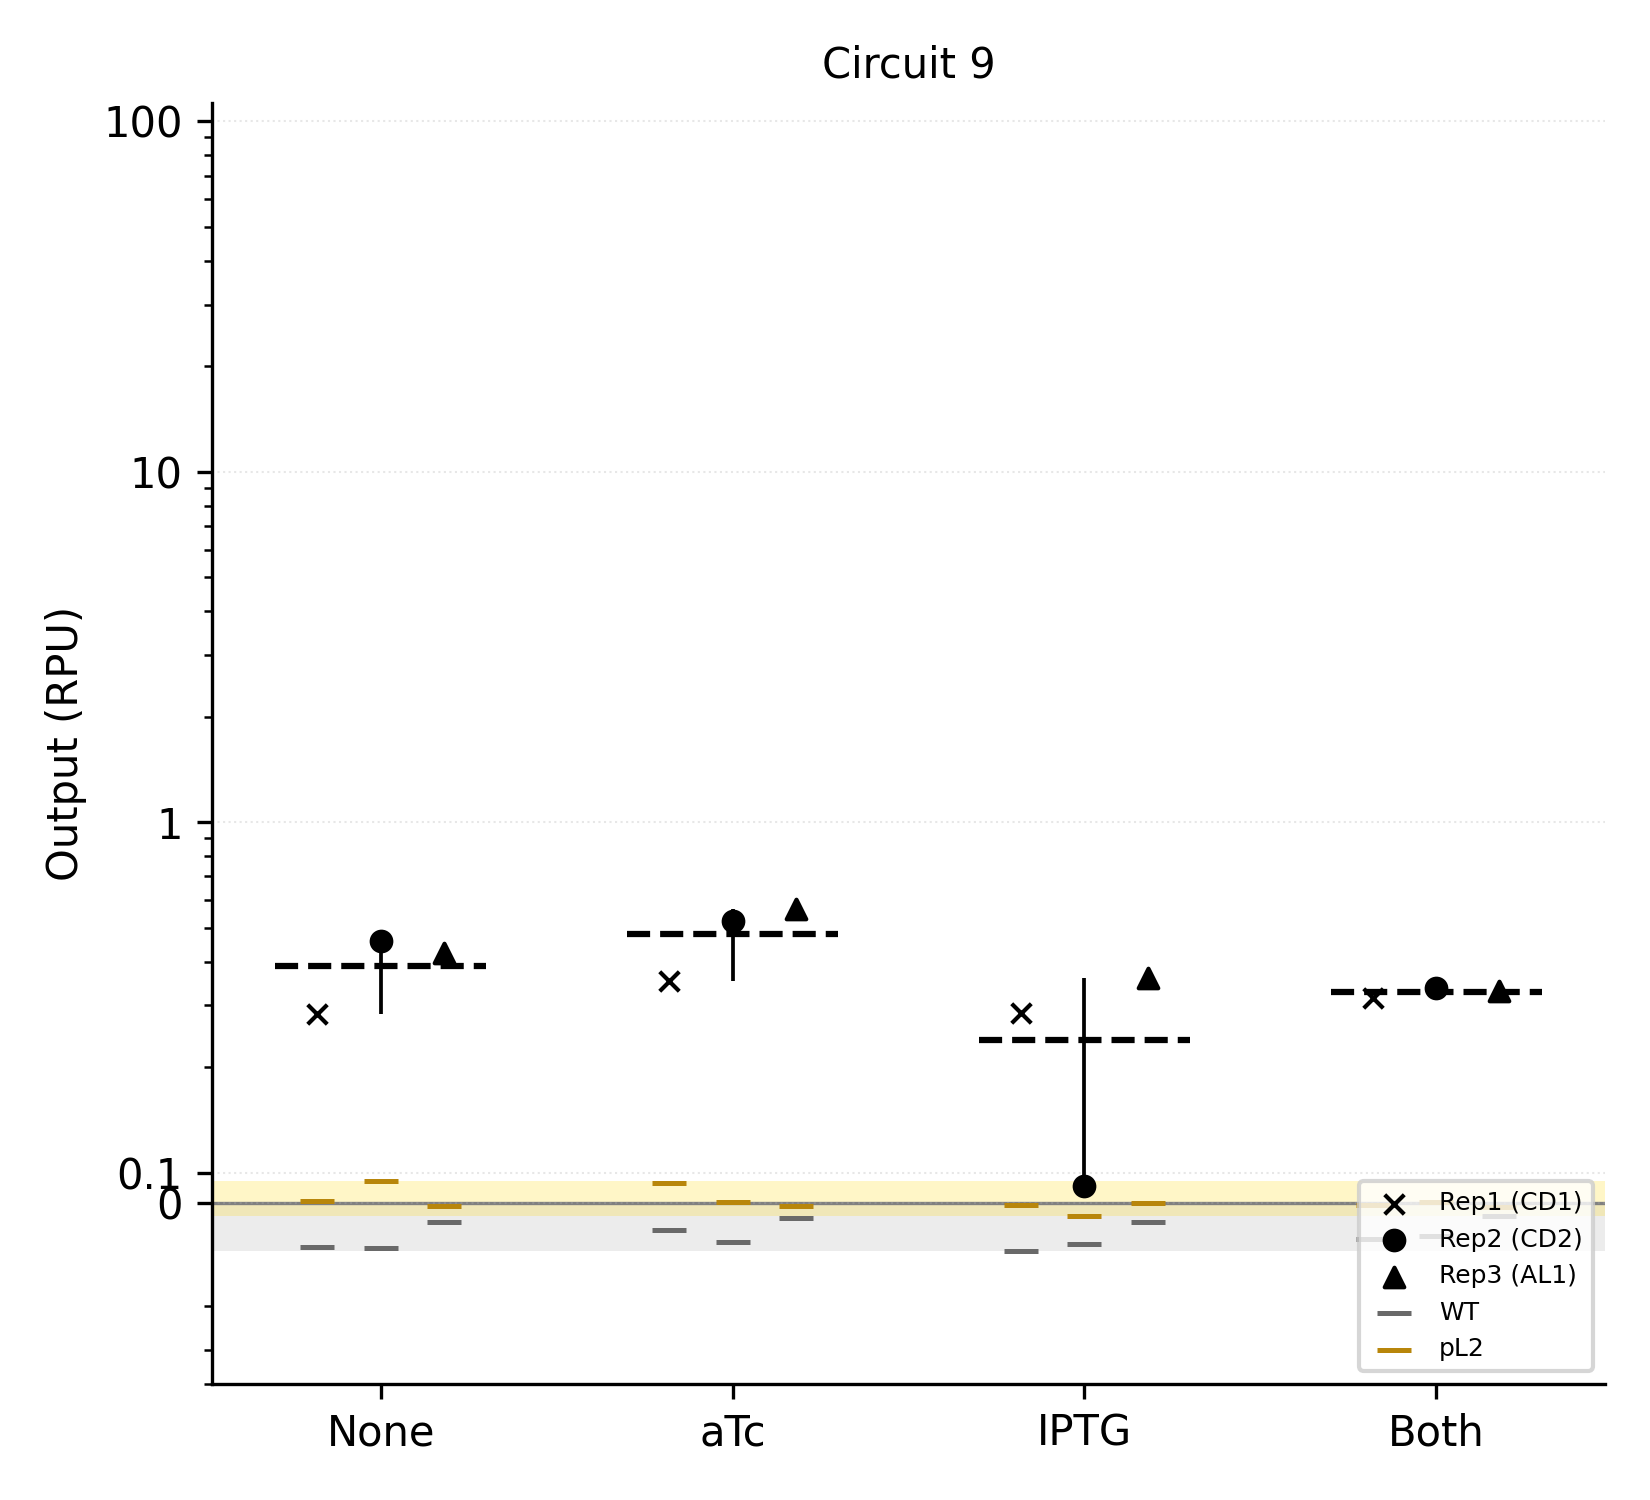 Circuit 9
100
10
1
0.1
0
Output (RPU)
None
aTc
IPTG
Both
Rep1 (CD1)
Rep2 (CD2)
Rep3 (AL1)
WT
pL2